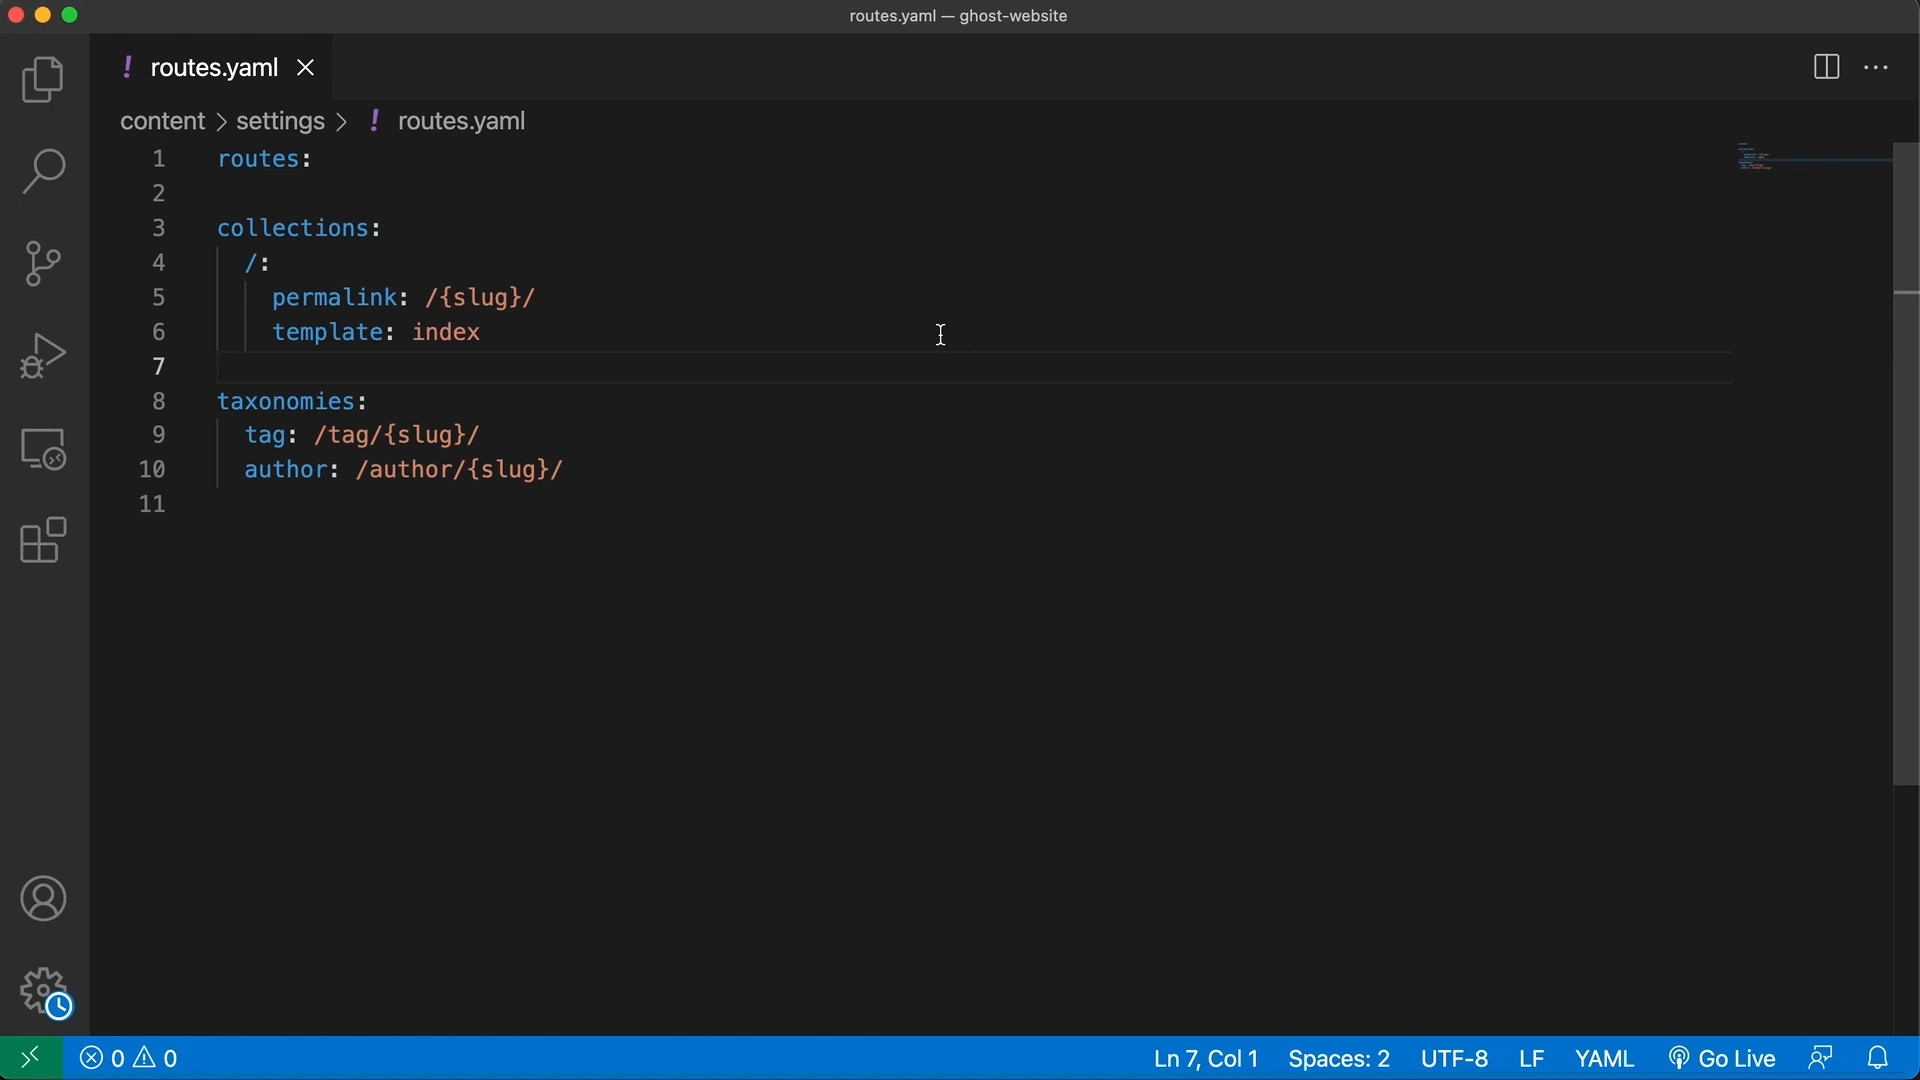 routes.yaml — ghost-website
! routes.yaml
content > settings > ! routes.yaml
1 routes:
2
3 collections:
4 /:
5 permalink: /{slug}/
6 template: index
7
8 taxonomies:
9 tag: /tag/{slug}/
10 author: /author/{slug}/
11
0 0 Ln 7, Col 1 Spaces: 2 UTF-8 LF YAML Go Live